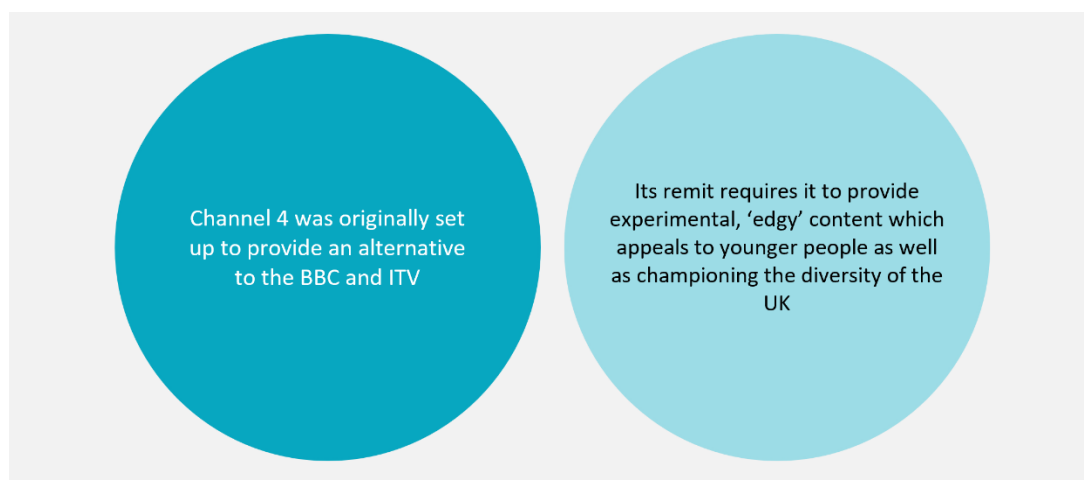 Channel 4 was originally set
up to provide an alternative
to the BBC and ITV
Its remit requires it to provide
experimental, ‘edgy’ content which
appeals to younger people as well
as championing the diversity of the
UK